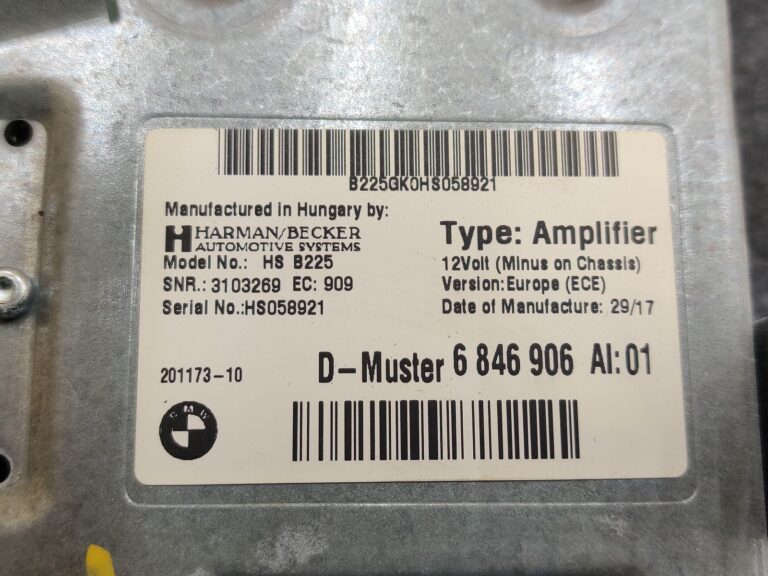 B225GK0HS058921
Manufactured in Hungary by:
HARMAN/BECKER
AUTOMOTIVE SYSTEMS
Model No.: HS B225
SNR.: 3103269 EC: 909
Serial No.:HS058921
Type: Amplifier
12Volt (Minus on Chassis)
Version:Europe (ECE)
Date of Manufacture: 29/17
201173-10
D-Muster 6 846 906 AI:01
BMW